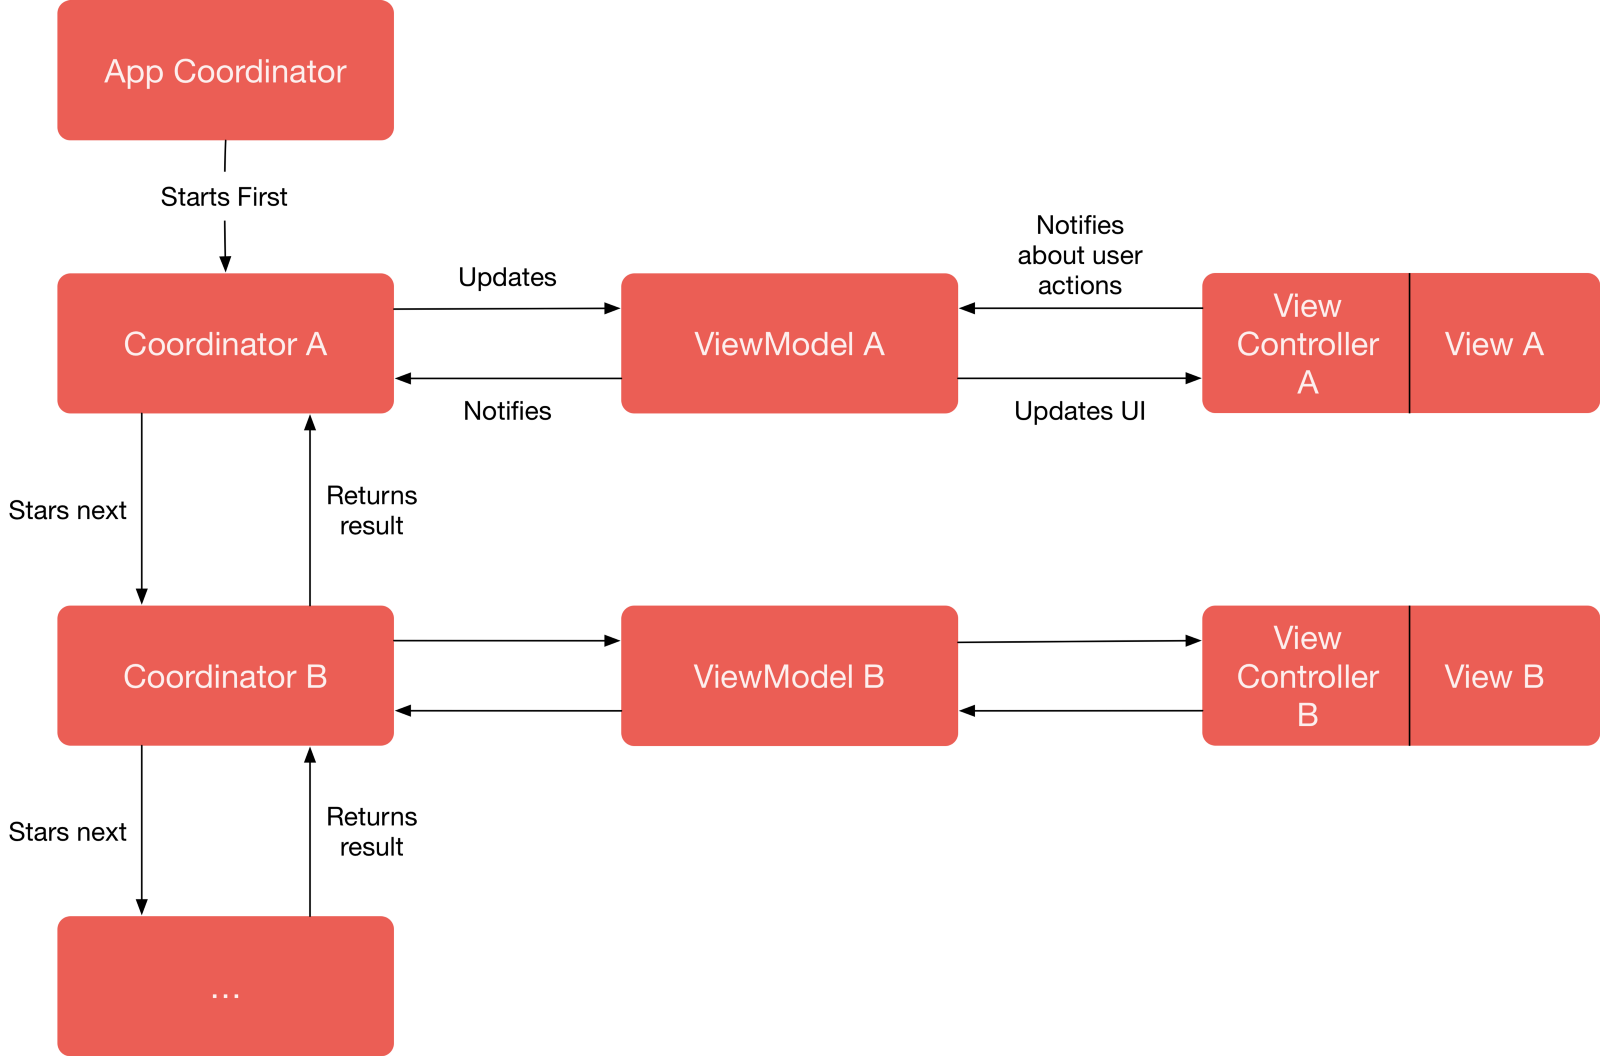 App Coordinator
Starts First
Notifies
about user
actions
Updates
Coordinator A
ViewModel A
View
Controller
A
View A
Notifies
Updates UI
Stars next
Returns
result
Coordinator B
ViewModel B
View
Controller
B
View B
Stars next
Returns
result
...